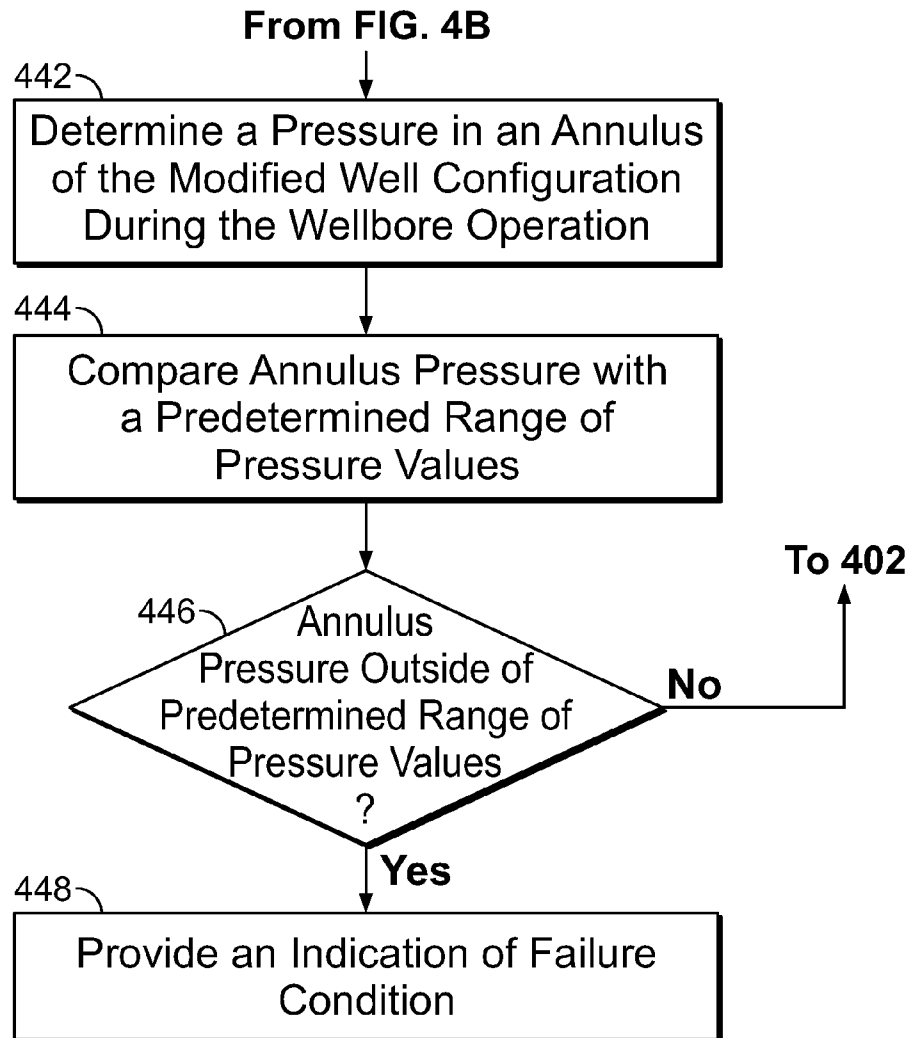 From FIG. 4B
442
Determine a Pressure in an Annulus
of the Modified Well Configuration
During the Wellbore Operation
444
Compare Annulus Pressure with
a Predetermined Range of
Pressure Values
To 402
446
Annulus
Pressure Outside of
Predetermined Range of
Pressure Values
?
No
Yes
448
Provide an Indication of Failure
Condition